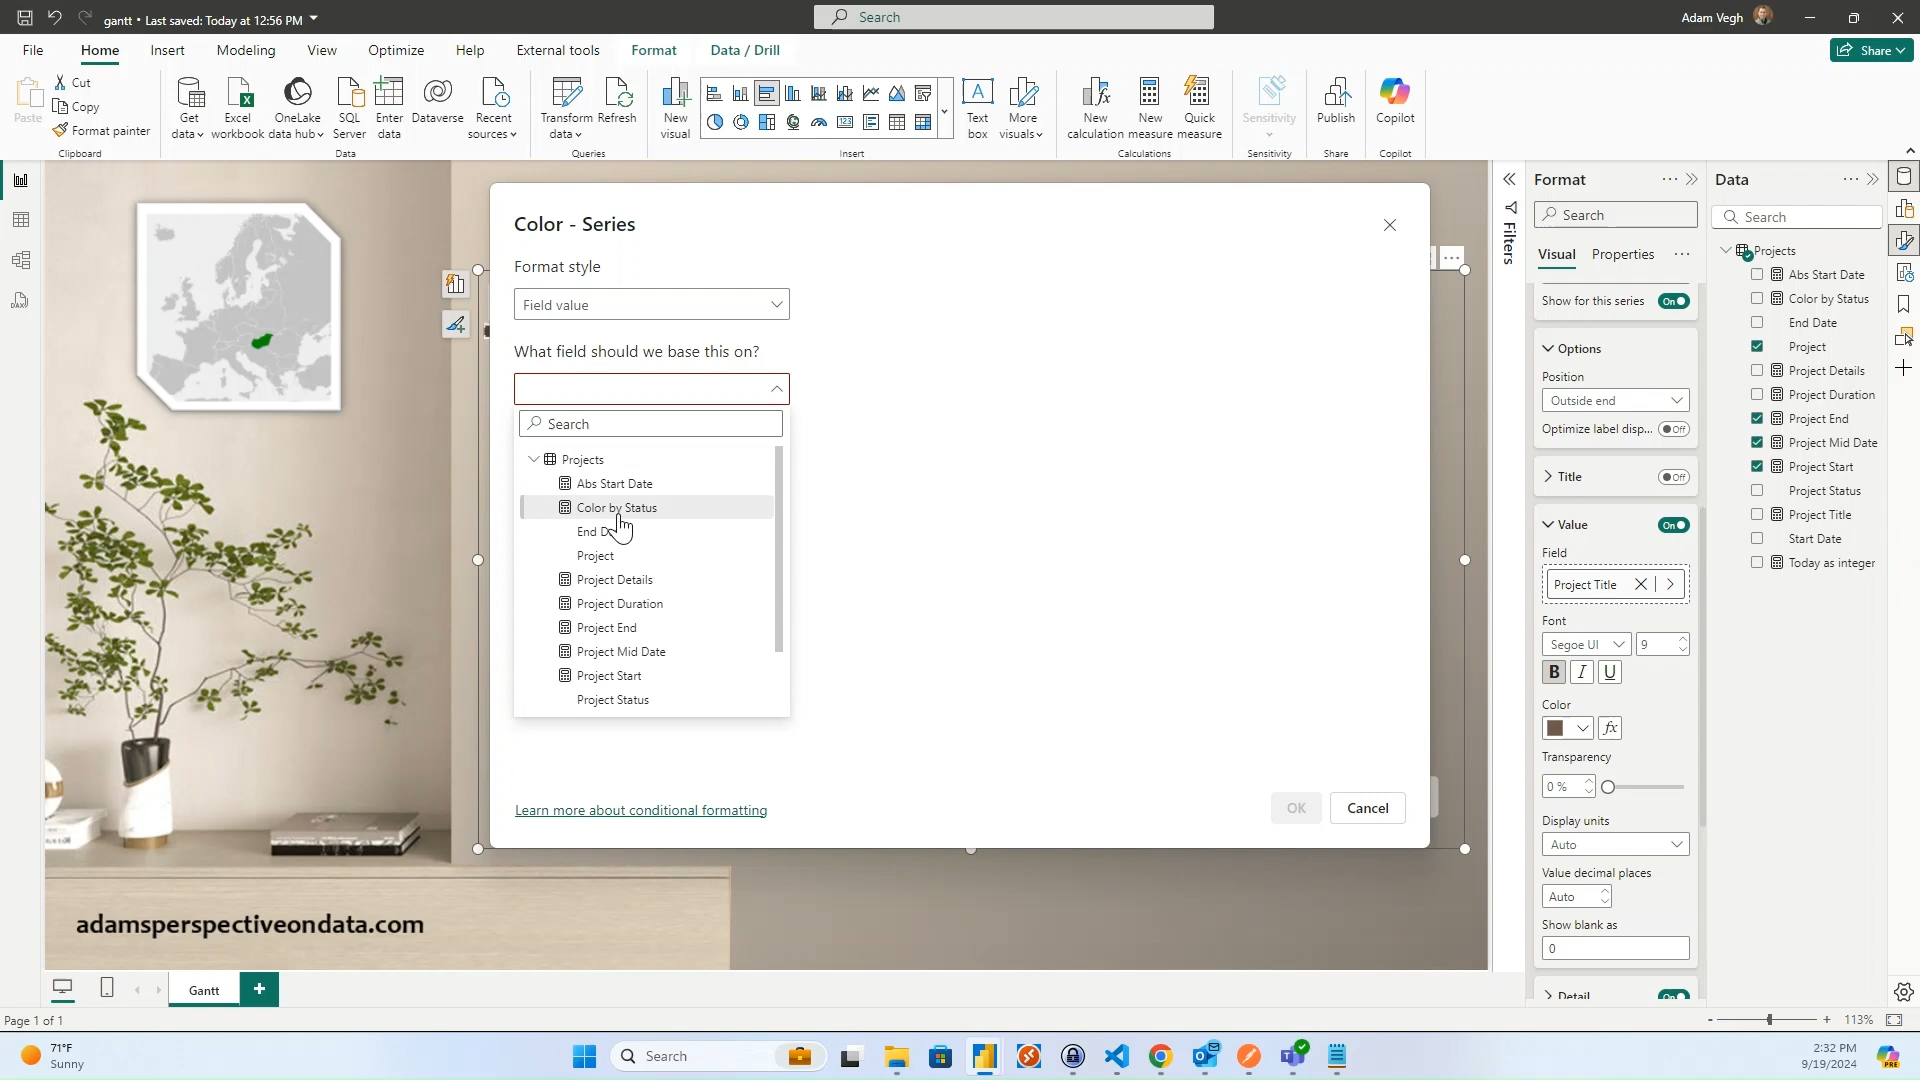 gantt • Last saved: Today at 12:56 PM
Search
Adam Vegh
File
Home
Insert
Modeling
View
Optimize
Help
External tools
Format
Data / Drill
Share
Paste
Cut
Copy
Format painter
Clipboard
Get data
Excel workbook
OneLake data hub
SQL Server
Enter data
Dataverse
Recent sources
Data
Transform data
Refresh
Queries
New visual
Text box
More visuals
Insert
New calculation
New measure
Quick measure
Calculations
Sensitivity
Sensitivity
Publish
Share
Copilot
Copilot
Color - Series
Format style
Field value
What field should we base this on?
Search
Projects
Abs Start Date
Color by Status
End D
Project
Project Details
Project Duration
Project End
Project Mid Date
Project Start
Project Status
Learn more about conditional formatting
OK
Cancel
adamsperspectiveondata.com
Filters
Format
Search
Visual
Properties
Show for this series
On
Options
Position
Outside end
Optimize label disp...
Off
Title
Off
Value
On
Field
Project Title
Font
Segoe UI
9
B
I
U
Color
fx
Transparency
0 %
Display units
Auto
Value decimal places
Auto
Show blank as
0
Detail
On
Data
Search
Projects
Abs Start Date
Color by Status
End Date
Project
Project Details
Project Duration
Project End
Project Mid Date
Project Start
Project Status
Project Title
Start Date
Today as integer
DAX
Gantt
Page 1 of 1
- + 113%
71°F
Sunny
Search
2:32 PM
9/19/2024
PRE